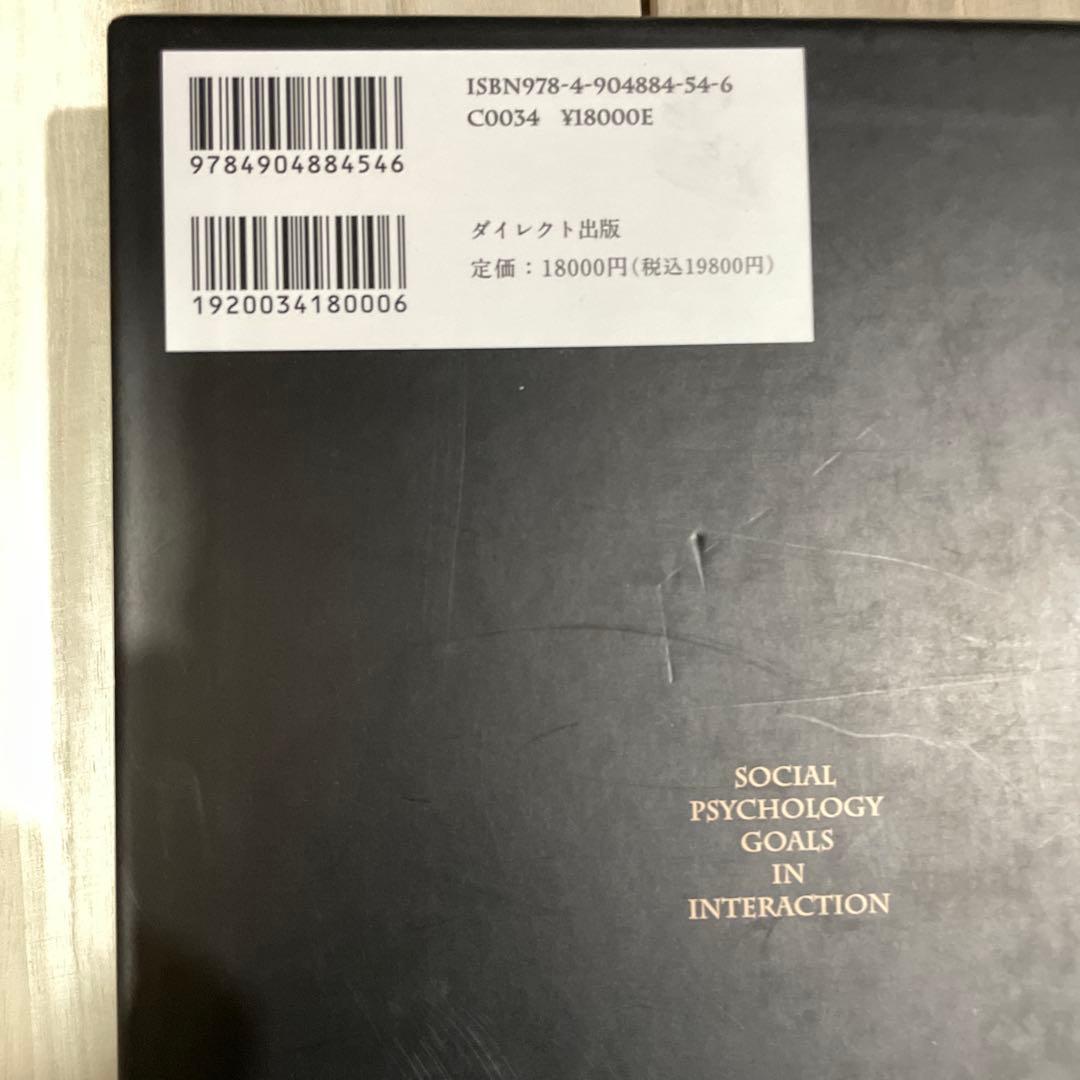 ISBN978-4-904884-54-6
C0034 ¥18000E
9784904884546
ダイレクト出版
定価：18000円（税込19800円）
1920034180006
SOCIAL
PSYCHOLOGY
GOALS
IN
INTERACTION